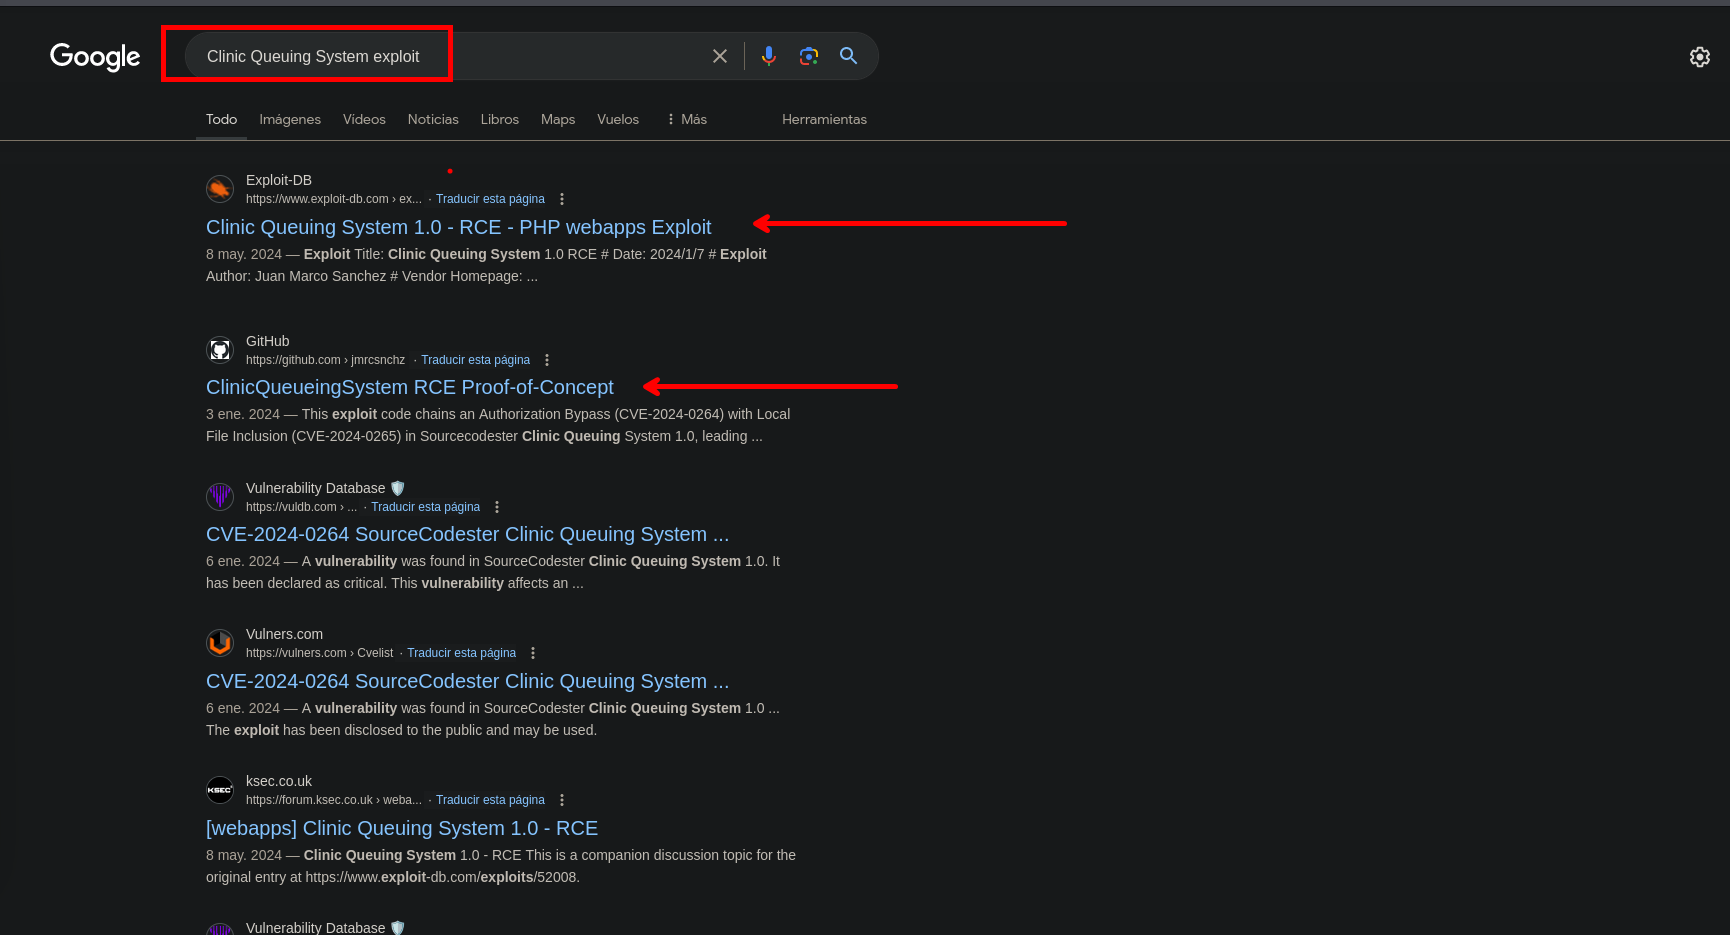 Google
Clinic Queuing System exploit
Todo Imágenes Vídeos Noticias Libros Maps Vuelos Más Herramientas
Exploit-DB
https://www.exploit-db.com › ex... · Traducir esta página
Clinic Queuing System 1.0 - RCE - PHP webapps Exploit
8 may. 2024 — Exploit Title: Clinic Queuing System 1.0 RCE # Date: 2024/1/7 # Exploit
Author: Juan Marco Sanchez # Vendor Homepage: ...
GitHub
https://github.com › jmrcsnchz · Traducir esta página
ClinicQueueingSystem RCE Proof-of-Concept
3 ene. 2024 — This exploit code chains an Authorization Bypass (CVE-2024-0264) with Local
File Inclusion (CVE-2024-0265) in Sourcecodester Clinic Queuing System 1.0, leading ...
Vulnerability Database
https://vuldb.com › ... · Traducir esta página
CVE-2024-0264 SourceCodester Clinic Queuing System ...
6 ene. 2024 — A vulnerability was found in SourceCodester Clinic Queuing System 1.0. It
has been declared as critical. This vulnerability affects an ...
Vulners.com
https://vulners.com › Cvelist · Traducir esta página
CVE-2024-0264 SourceCodester Clinic Queuing System ...
6 ene. 2024 — A vulnerability was found in SourceCodester Clinic Queuing System 1.0 ...
The exploit has been disclosed to the public and may be used.
KSEC
ksec.co.uk
https://forum.ksec.co.uk › weba... · Traducir esta página
[webapps] Clinic Queuing System 1.0 - RCE
8 may. 2024 — Clinic Queuing System 1.0 - RCE This is a companion discussion topic for the
original entry at https://www.exploit-db.com/exploits/52008.
Vulnerability Database